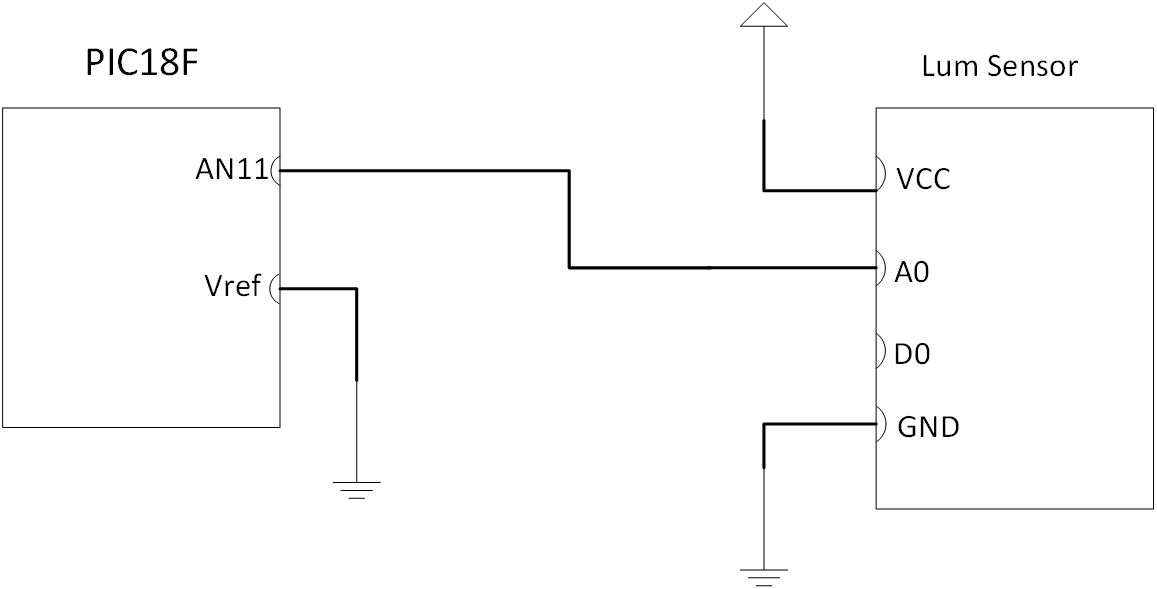 PIC18F
Lum Sensor
AN11
VCC
A0
Vref
D0
GND